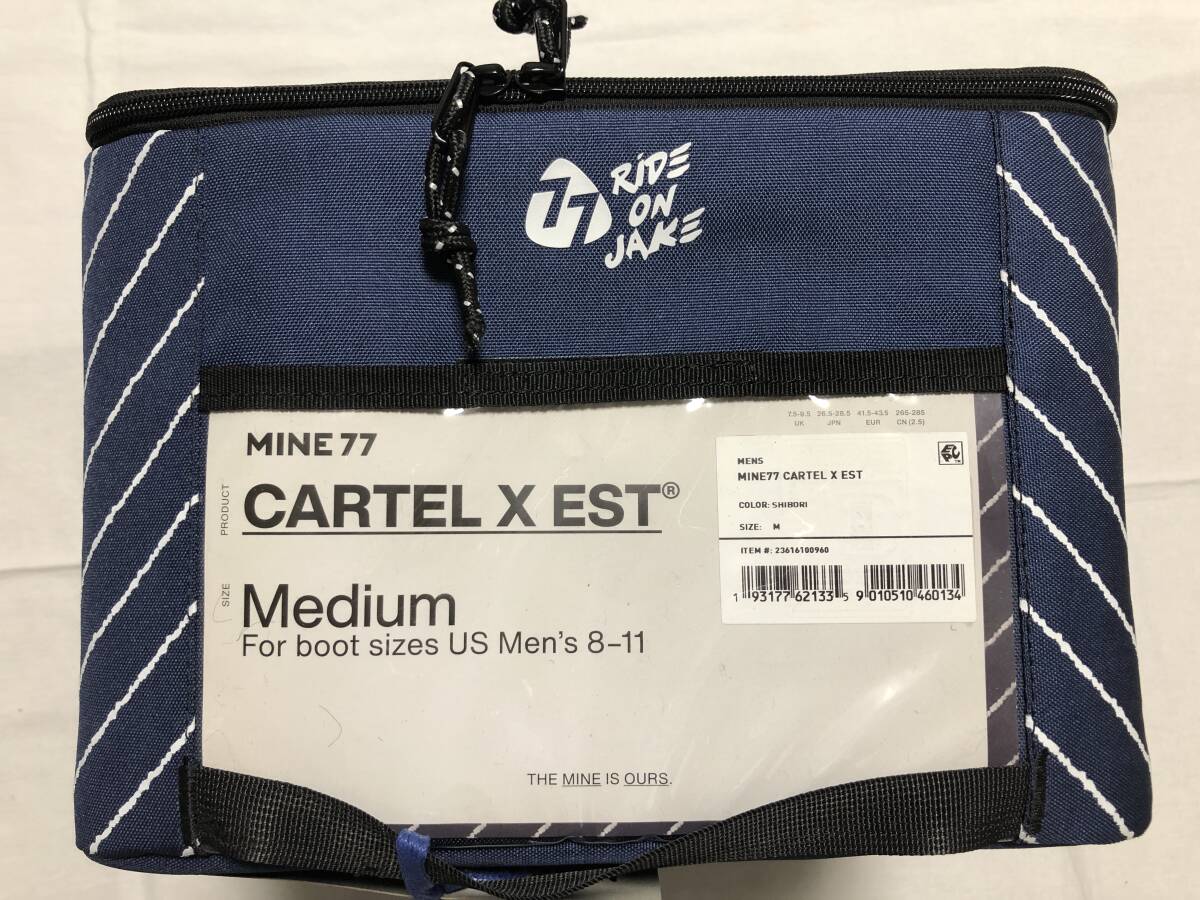 77 RIDE
ON
JAKE
7.5-9.5 26.5-28.5 41.5-43.5 265-285
UK JPN EUR CN (2.5)
MINE 77
PRODUCT
CARTEL X EST®
SIZE
Medium
For boot sizes US Men's 8–11
MENS
MINE77 CARTEL X EST
COLOR: SHIBORI
SIZE: M
ITEM #: 23616100960
1 93177 62133 5 9 010510 460134
THE MINE IS OURS.